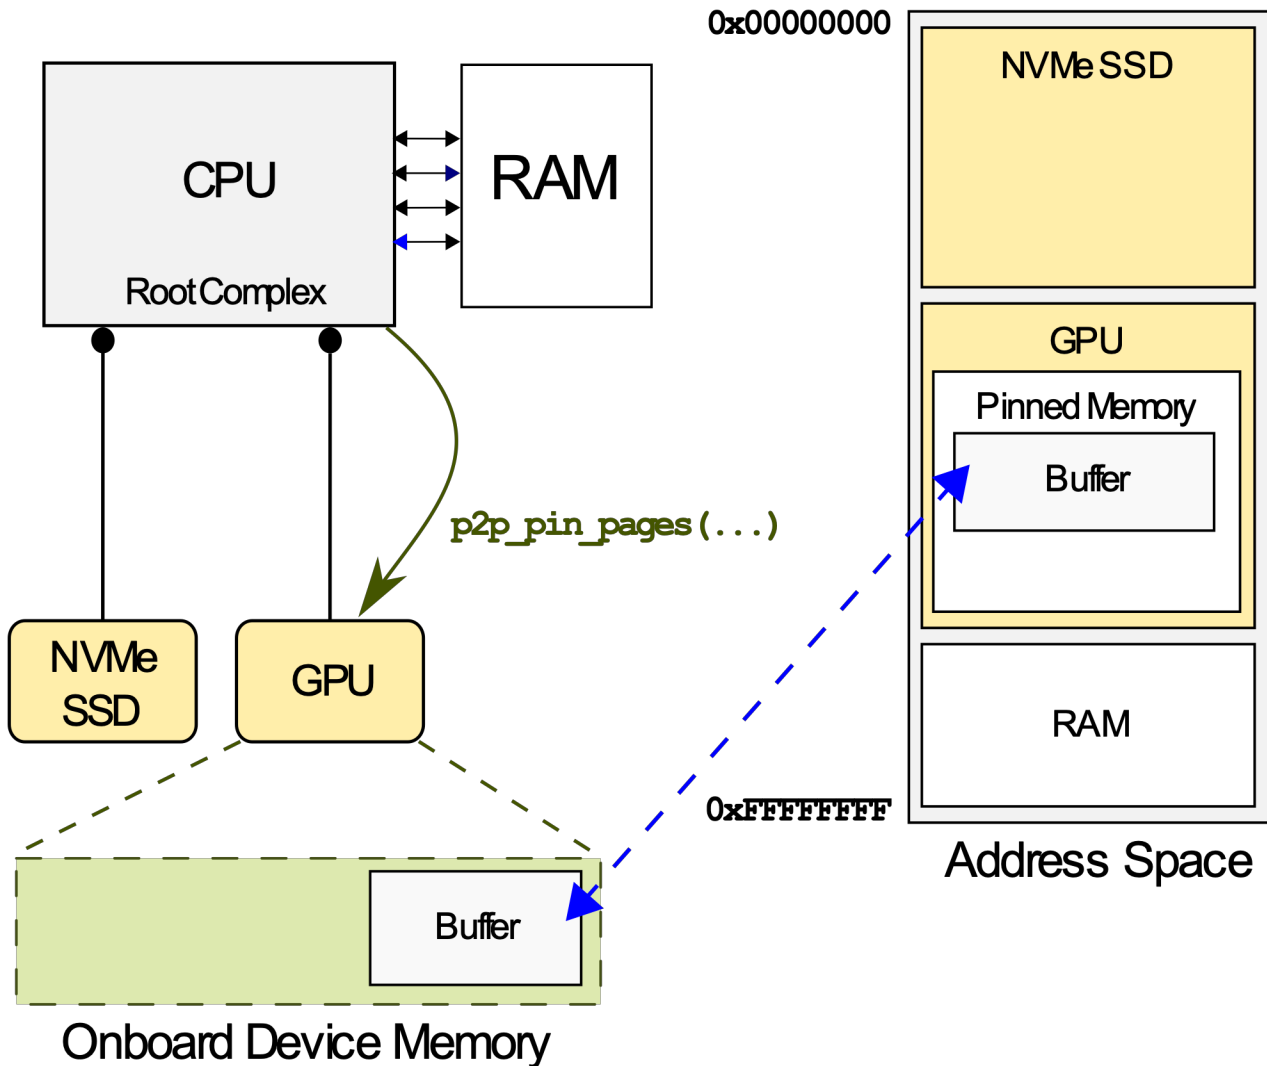 0x00000000
NVMe SSD
CPU
RAM
Root Complex
GPU
Pinned Memory
Buffer
p2p_pin_pages(...)
NVMe
SSD
GPU
RAM
0xFFFFFFFF
Address Space
Buffer
Onboard Device Memory